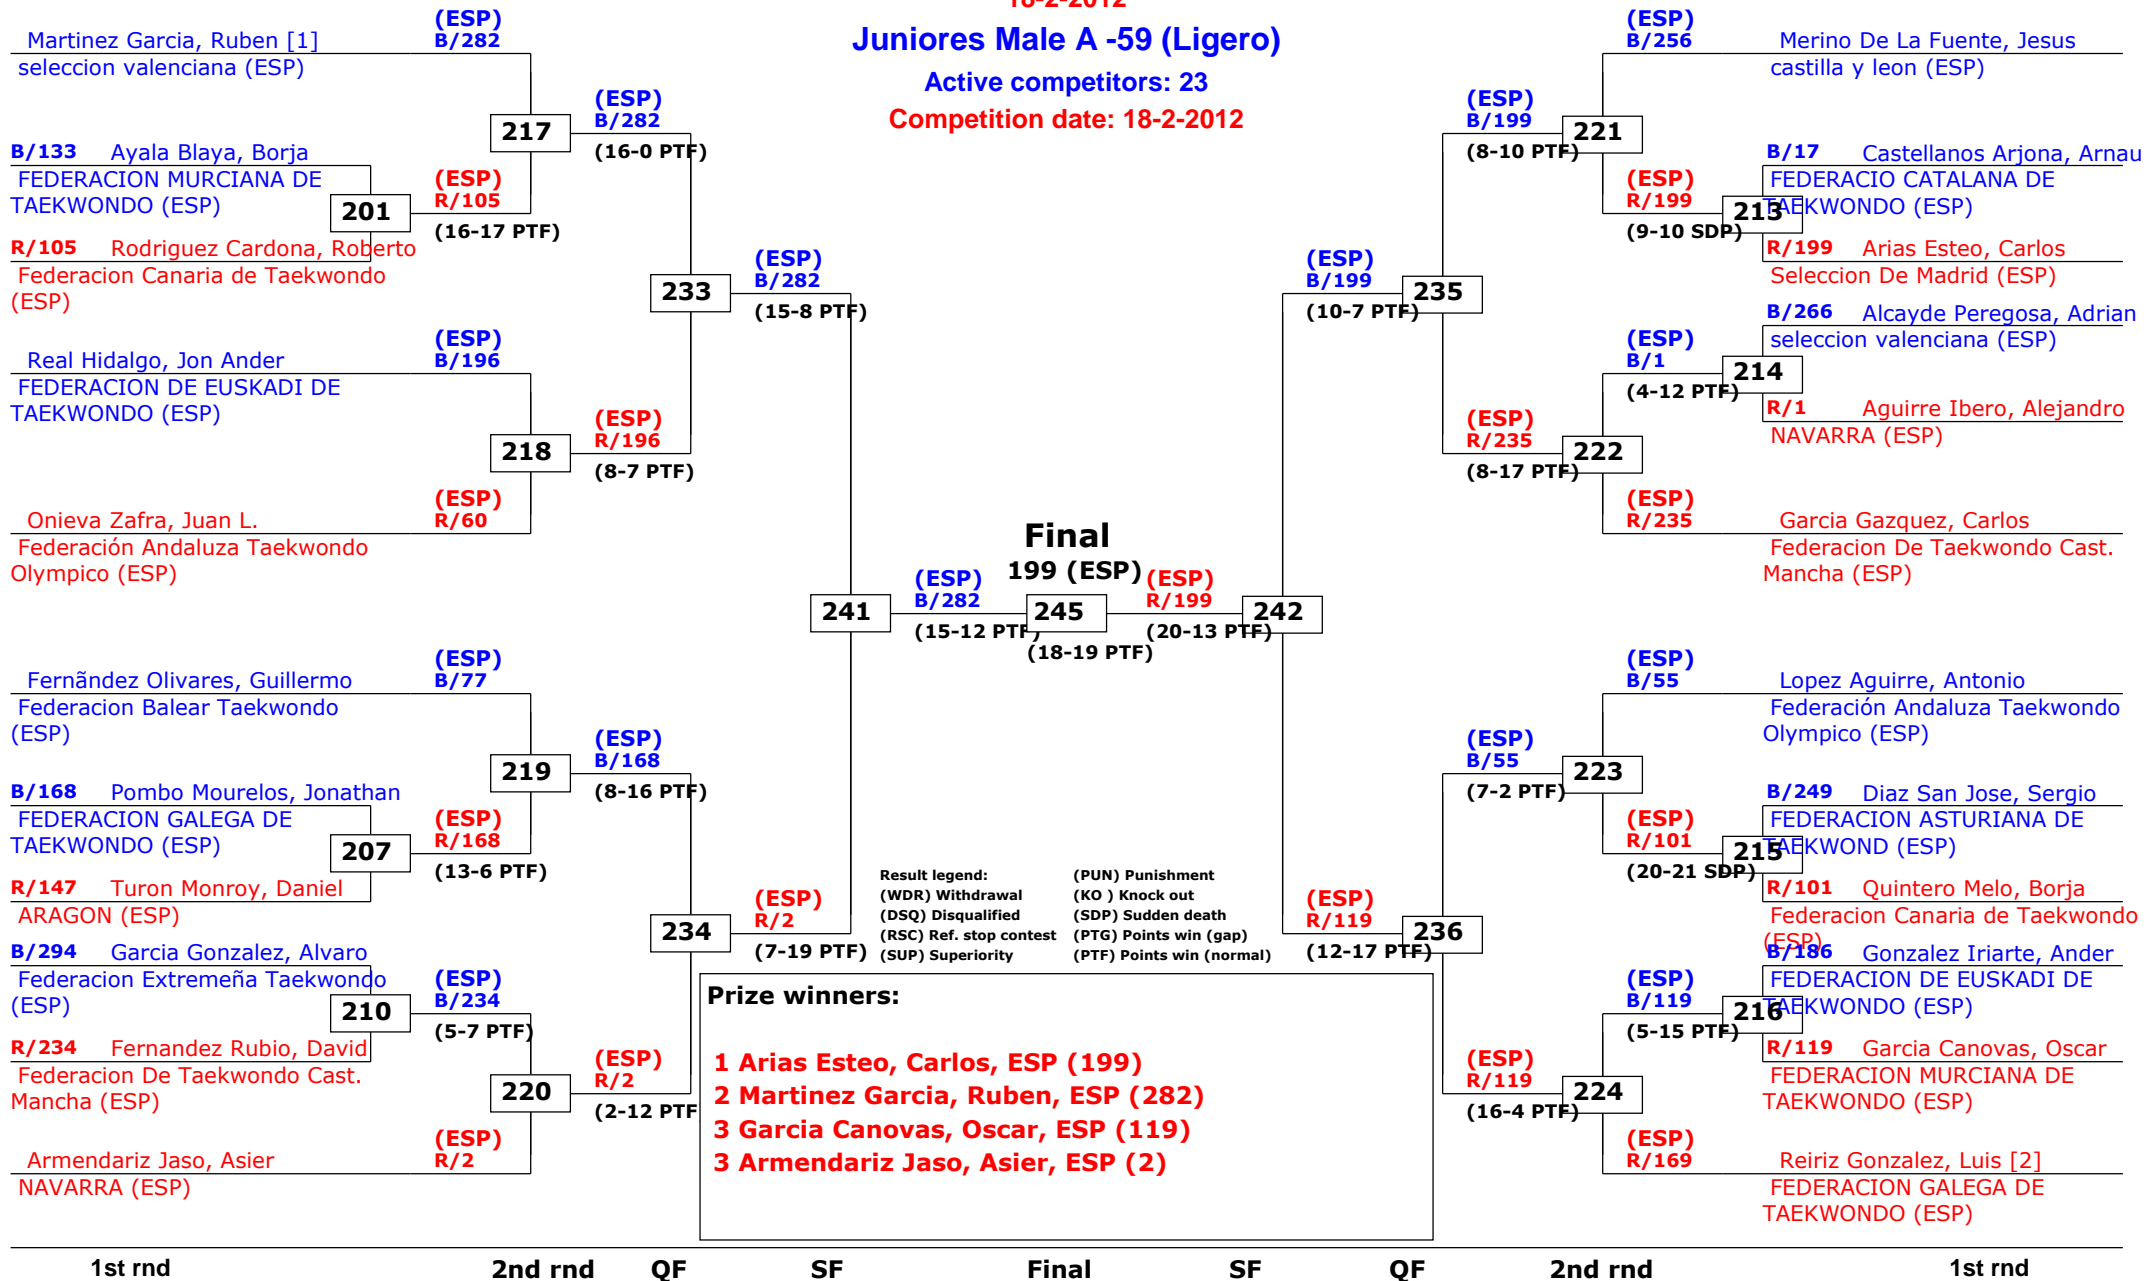 18-2-2012
Juniores Male A -59 (Ligero)
Active competitors: 23
Competition date: 18-2-2012
Martinez Garcia, Ruben [1]
seleccion valenciana (ESP)
(ESP)
B/282
B/133 Ayala Blaya, Borja
FEDERACION MURCIANA DE
TAEKWONDO (ESP)
201
R/105 Rodriguez Cardona, Roberto
Federacion Canaria de Taekwondo
(ESP)
(ESP)
R/105
(16-17 PTF)
217
(ESP)
B/282
(16-0 PTF)
Real Hidalgo, Jon Ander
FEDERACION DE EUSKADI DE
TAEKWONDO (ESP)
(ESP)
B/196
218
(ESP)
R/196
(8-7 PTF)
Onieva Zafra, Juan L.
Federación Andaluza Taekwondo
Olympico (ESP)
(ESP)
R/60
233
(ESP)
B/282
(15-8 PTF)
Fernãndez Olivares, Guillermo
Federacion Balear Taekwondo
(ESP)
(ESP)
B/77
B/168 Pombo Mourelos, Jonathan
FEDERACION GALEGA DE
TAEKWONDO (ESP)
207
R/147 Turon Monroy, Daniel
ARAGON (ESP)
(ESP)
R/168
(13-6 PTF)
219
(ESP)
B/168
(8-16 PTF)
B/294 Garcia Gonzalez, Alvaro
Federacion Extremeña Taekwondo
(ESP)
210
R/234 Fernandez Rubio, David
Federacion De Taekwondo Cast.
Mancha (ESP)
(ESP)
B/234
(5-7 PTF)
220
(ESP)
R/2
(2-12 PTF
Armendariz Jaso, Asier
NAVARRA (ESP)
(ESP)
R/2
234
(ESP)
R/2
(7-19 PTF)
241
(ESP)
B/282
(15-12 PTF)
Final
199 (ESP)
245
(18-19 PTF)
(ESP)
R/199
(20-13 PTF)
242
(ESP)
B/256
Merino De La Fuente, Jesus
castilla y leon (ESP)
(ESP)
B/199
(8-10 PTF)
221
(ESP)
R/199
(9-10 SDP)
B/17 Castellanos Arjona, Arnau
FEDERACIO CATALANA DE
TAEKWONDO (ESP)
213
R/199 Arias Esteo, Carlos
Seleccion De Madrid (ESP)
(ESP)
B/199
(10-7 PTF)
235
B/266 Alcayde Peregosa, Adrian
seleccion valenciana (ESP)
(ESP)
B/1
(4-12 PTF)
214
R/1 Aguirre Ibero, Alejandro
NAVARRA (ESP)
(ESP)
R/235
(8-17 PTF)
222
(ESP)
R/235
Garcia Gazquez, Carlos
Federacion De Taekwondo Cast.
Mancha (ESP)
(ESP)
B/55
Lopez Aguirre, Antonio
Federación Andaluza Taekwondo
Olympico (ESP)
(ESP)
B/55
(7-2 PTF)
223
B/249 Diaz San Jose, Sergio
FEDERACION ASTURIANA DE
TAEKWOND (ESP)
(ESP)
R/101
(20-21 SDP)
215
R/101 Quintero Melo, Borja
Federacion Canaria de Taekwondo
(ESP)
(ESP)
R/119
(12-17 PTF)
236
B/186 Gonzalez Iriarte, Ander
FEDERACION DE EUSKADI DE
TAEKWONDO (ESP)
(ESP)
B/119
(5-15 PTF)
216
R/119 Garcia Canovas, Oscar
FEDERACION MURCIANA DE
TAEKWONDO (ESP)
(ESP)
R/119
(16-4 PTF)
224
(ESP)
R/169
Reiriz Gonzalez, Luis [2]
FEDERACION GALEGA DE
TAEKWONDO (ESP)
Result legend:
(WDR) Withdrawal
(DSQ) Disqualified
(RSC) Ref. stop contest
(SUP) Superiority
(PUN) Punishment
(KO ) Knock out
(SDP) Sudden death
(PTG) Points win (gap)
(PTF) Points win (normal)
Prize winners:
1 Arias Esteo, Carlos, ESP (199)
2 Martinez Garcia, Ruben, ESP (282)
3 Garcia Canovas, Oscar, ESP (119)
3 Armendariz Jaso, Asier, ESP (2)
1st rnd 2nd rnd QF SF Final SF QF 2nd rnd 1st rnd